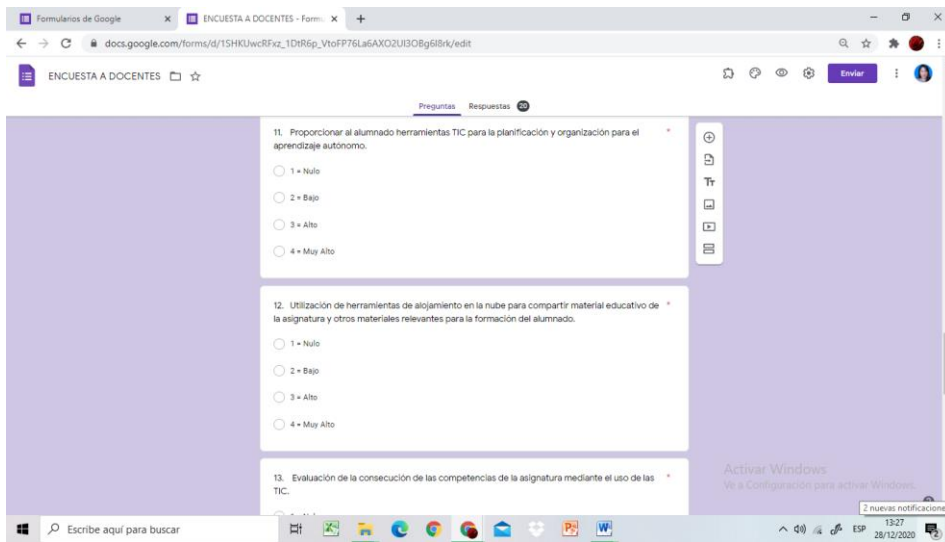 Formularios de Google
ENCUESTA A DOCENTES - Formu
docs.google.com/forms/d/1SHKUwcRFxz_1DtR6p_VtoFP76La6AXO2UI3OBg6I8rk/edit
ENCUESTA A DOCENTES
Enviar
Preguntas Respuestas 20
11. Proporcionar al alumnado herramientas TIC para la planificación y organización para el *
aprendizaje autónomo.
1 = Nulo
2 = Bajo
3 = Alto
4 = Muy Alto
12. Utilización de herramientas de alojamiento en la nube para compartir material educativo de *
la asignatura y otros materiales relevantes para la formación del alumnado.
1 = Nulo
2 = Bajo
3 = Alto
4 = Muy Alto
13. Evaluación de la consecución de las competencias de la asignatura mediante el uso de las *
TIC.
Activar Windows
Ve a Configuración para activar Windows.
2 nuevas notificacione
Escribe aquí para buscar
ESP
13:27
28/12/2020